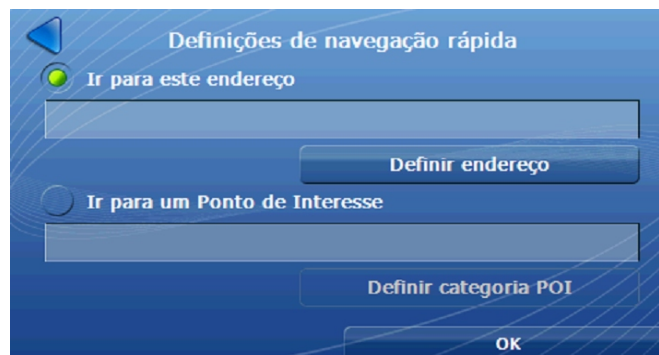 Definições de navegação rápida
Ir para este endereço
Definir endereço
Ir para um Ponto de Interesse
Definir categoria POI
OK